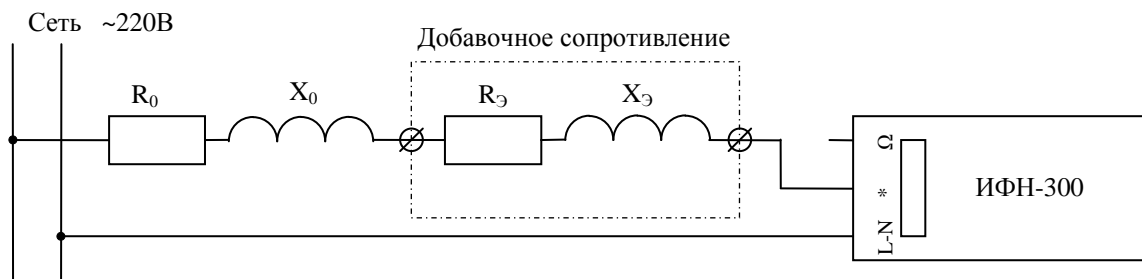 Сеть ~220В
Добавочное сопротивление
R₀
X₀
RЭ
XЭ
Ω
*
L-N
ИФН-300